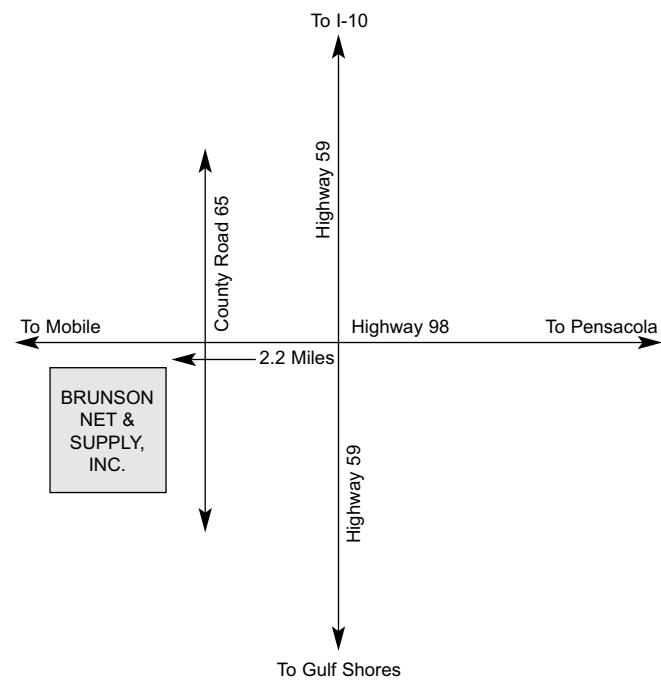 To I-10
Highway 59
County Road 65
To Mobile
Highway 98
To Pensacola
2.2 Miles
BRUNSON
NET &
SUPPLY,
INC.
Highway 59
To Gulf Shores